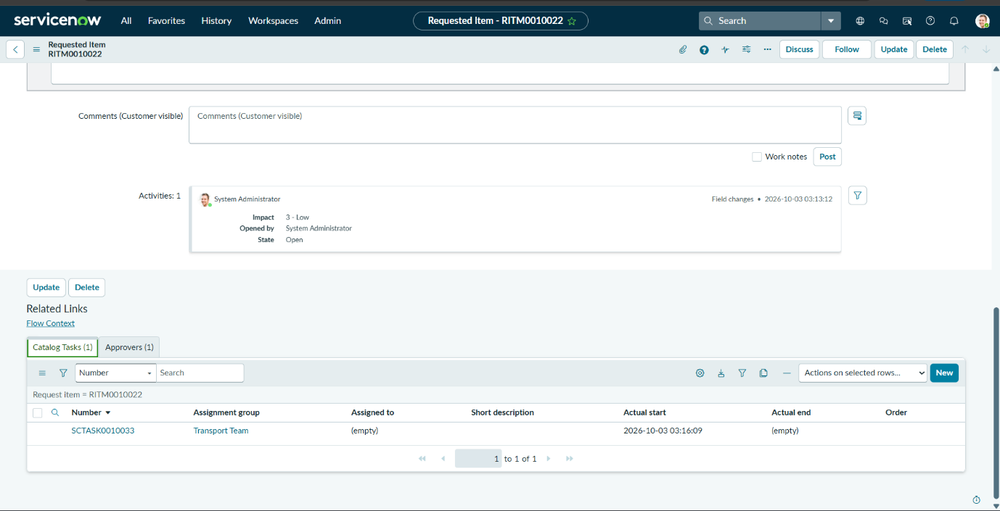 servicenow All Favorites History Workspaces Admin Requested Item - RITM0010022 Search
Requested Item
RITM0010022
Discuss Follow Update Delete
Comments (Customer visible) Comments (Customer visible)
Work notes Post
Activities: 1 System Administrator Field changes • 2026-10-03 03:13:12
Impact 3 - Low
Opened by System Administrator
State Open
Update Delete
Related Links
Flow Context
Catalog Tasks (1) Approvers (1)
Number Search Actions on selected rows... New
Request item = RITM0010022
Number Assignment group Assigned to Short description Actual start Actual end Order
SCTASK0010033 Transport Team (empty) 2026-10-03 03:16:09 (empty)
1 to 1 of 1